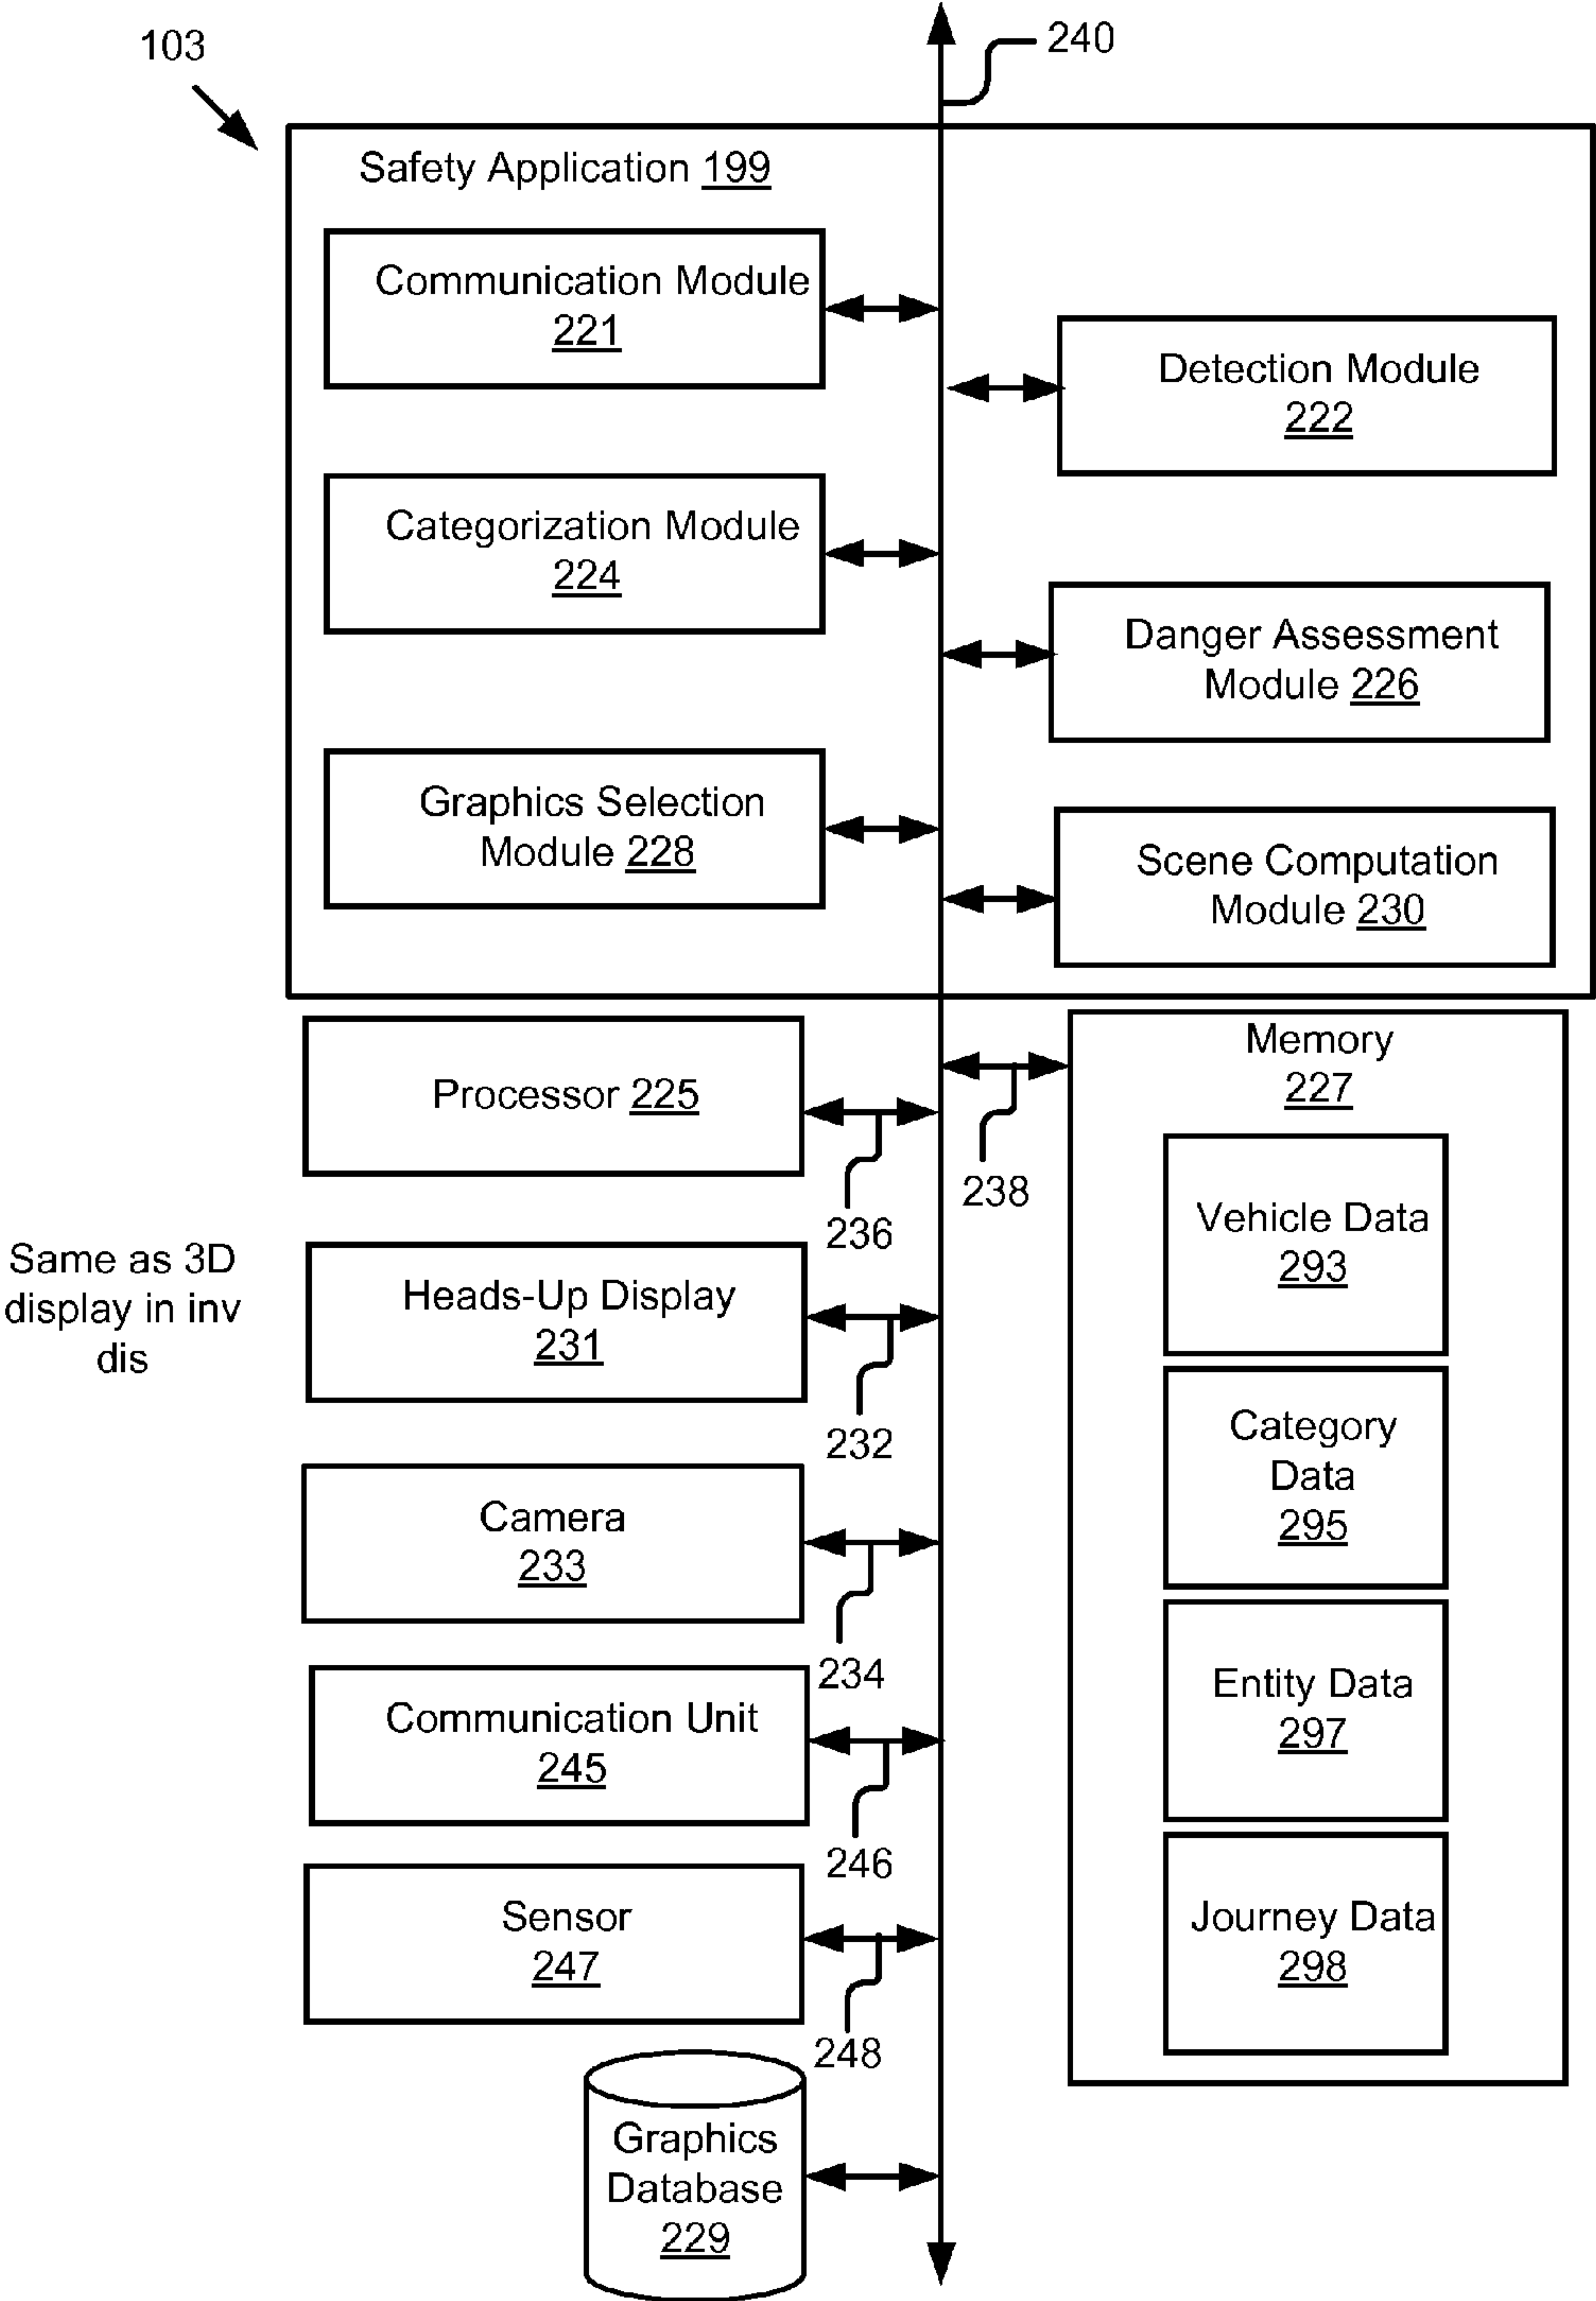 103
240
Safety Application 199
Communication Module
221
Detection Module
222
Categorization Module
224
Danger Assessment
Module 226
Graphics Selection
Module 228
Scene Computation
Module 230
Processor 225
236
238
Memory
227
Vehicle Data
293
Category
Data
295
Entity Data
297
Journey Data
298
Same as 3D
display in inv
dis
Heads-Up Display
231
232
Camera
233
234
Communication Unit
245
246
Sensor
247
248
Graphics
Database
229